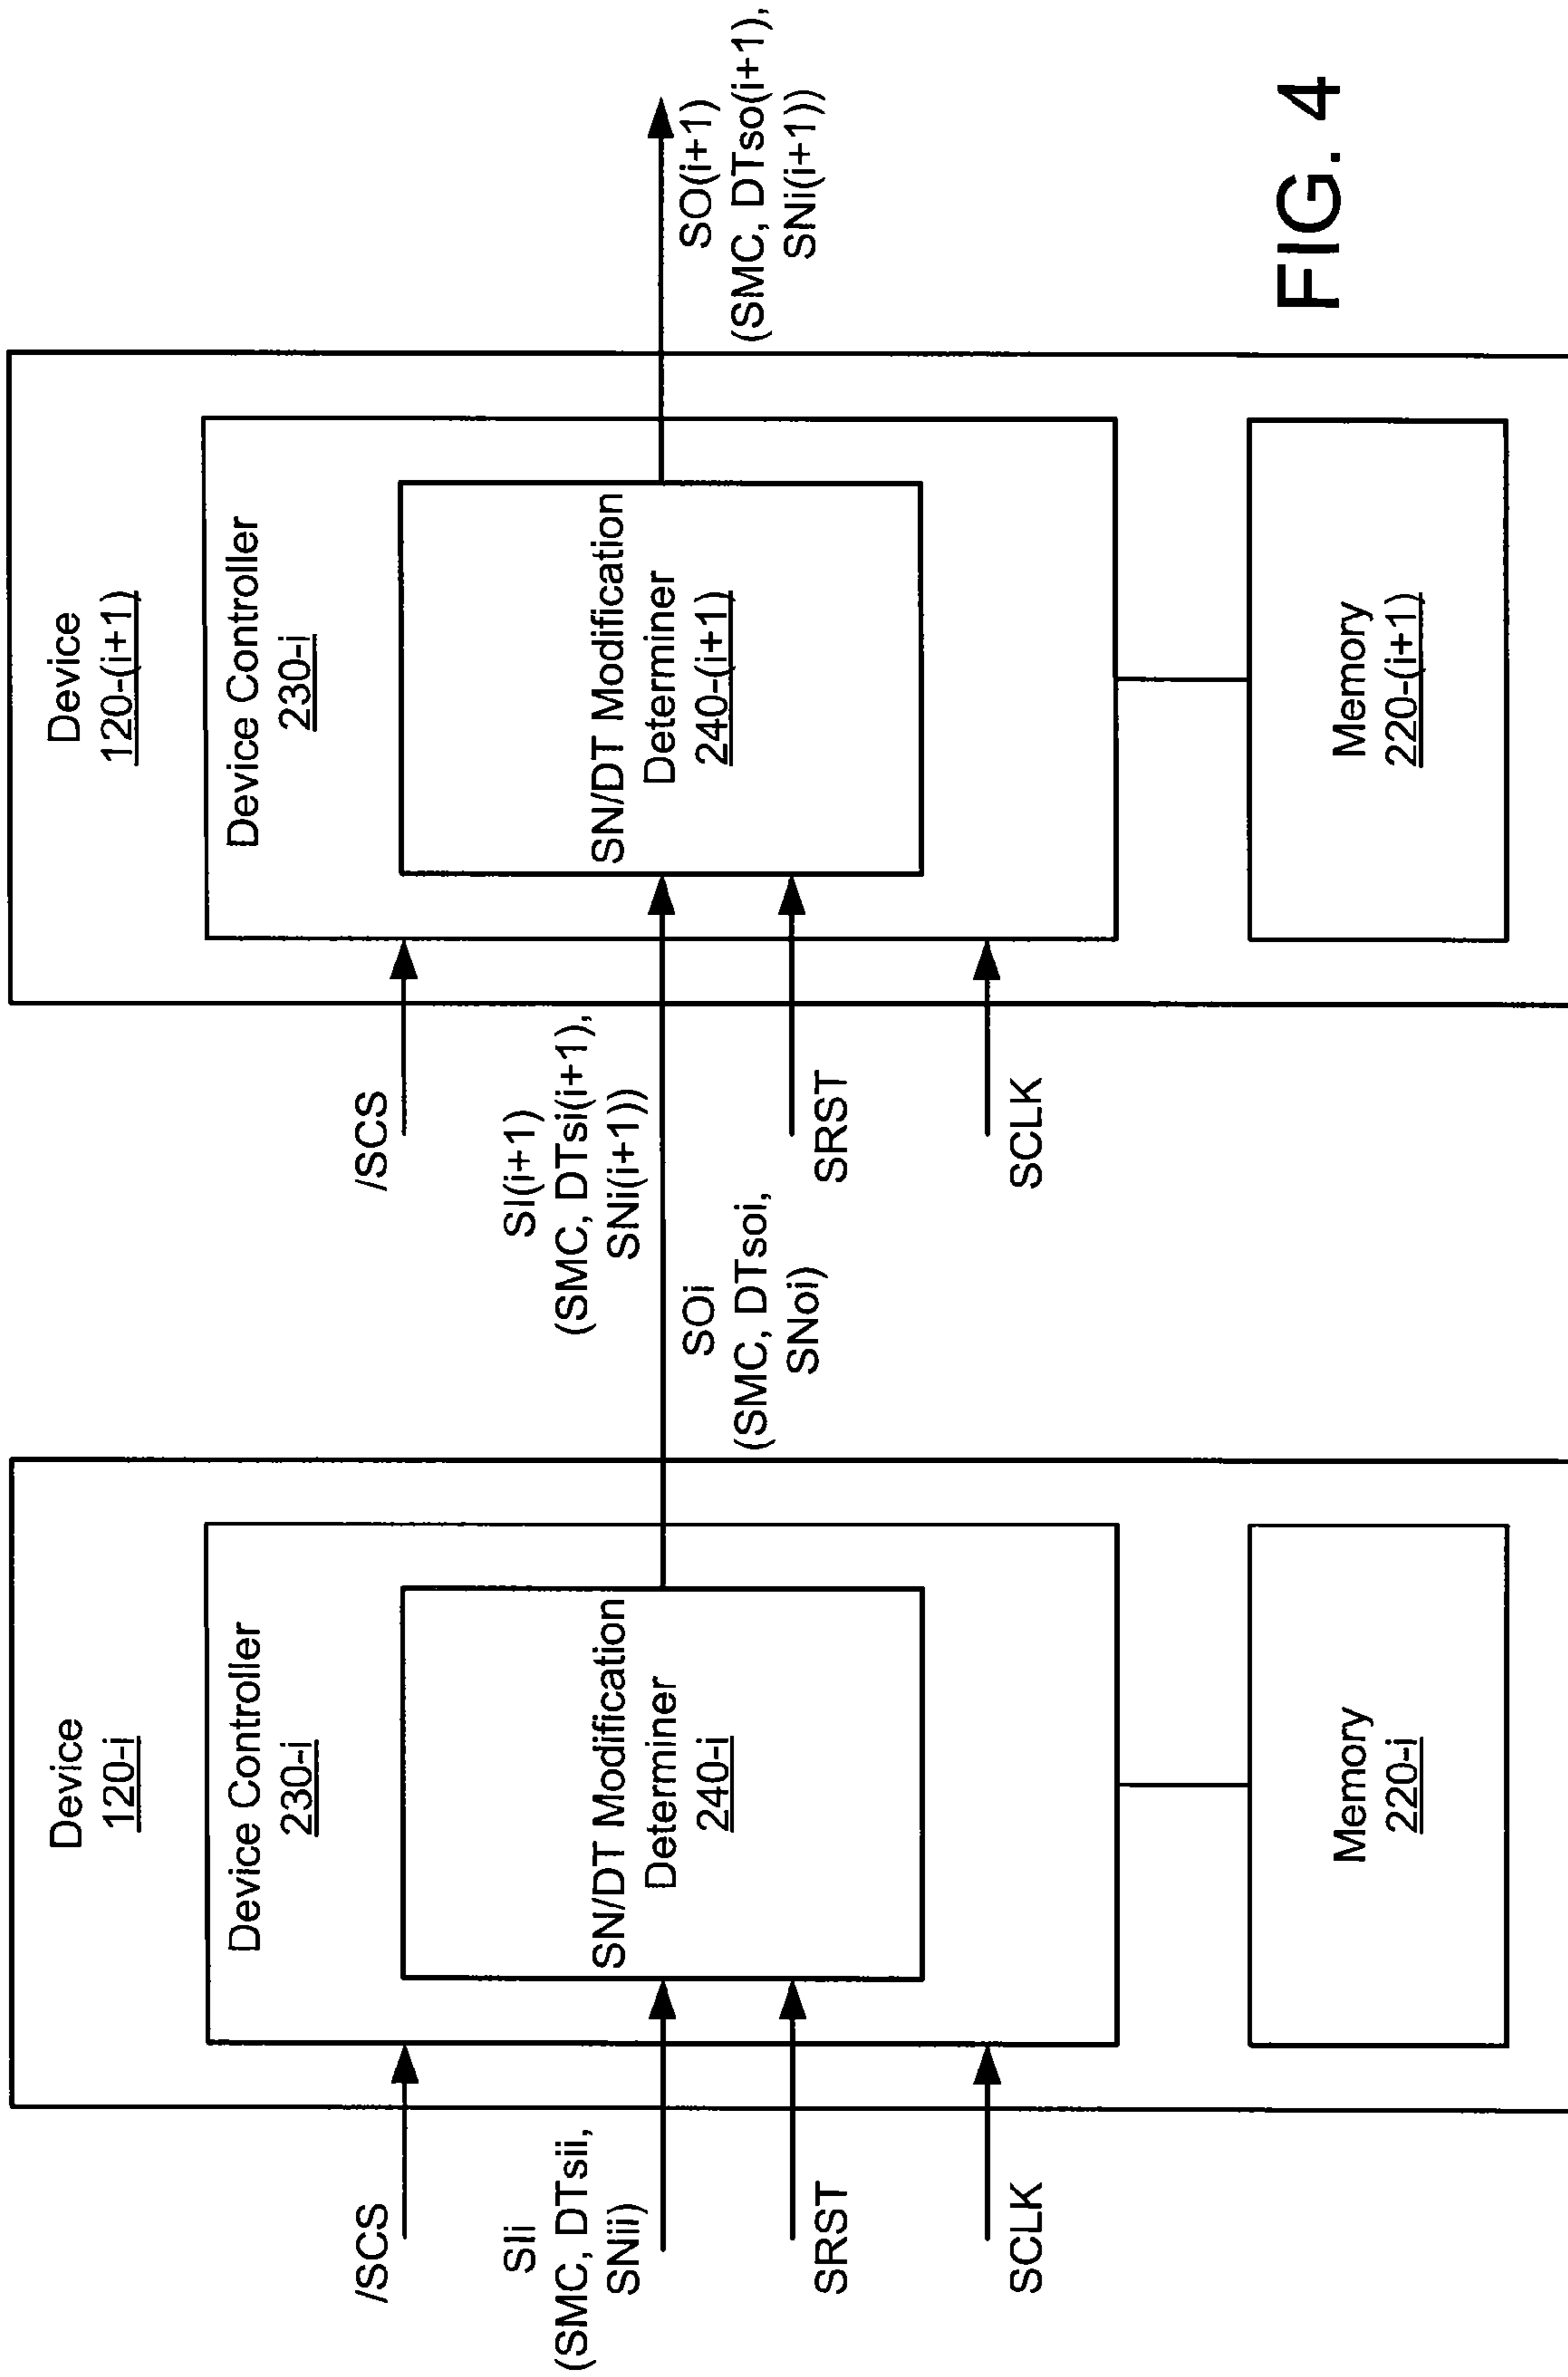 Device
120-i
Device Controller
230-i
SN/DT Modification
Determiner
240-i
Memory
220-i
/SCS
SIi
(SMC, DTsii,
SNii)
SRST
SCLK
SOi
(SMC, DTsoi,
SNoi)
Device
120-(i+1)
Device Controller
230-i
SN/DT Modification
Determiner
240-(i+1)
Memory
220-(i+1)
/SCS
SI(i+1)
(SMC, DTsi(i+1),
SNi(i+1))
SRST
SCLK
SO(i+1)
(SMC, DTso(i+1),
SNi(i+1))
FIG. 4